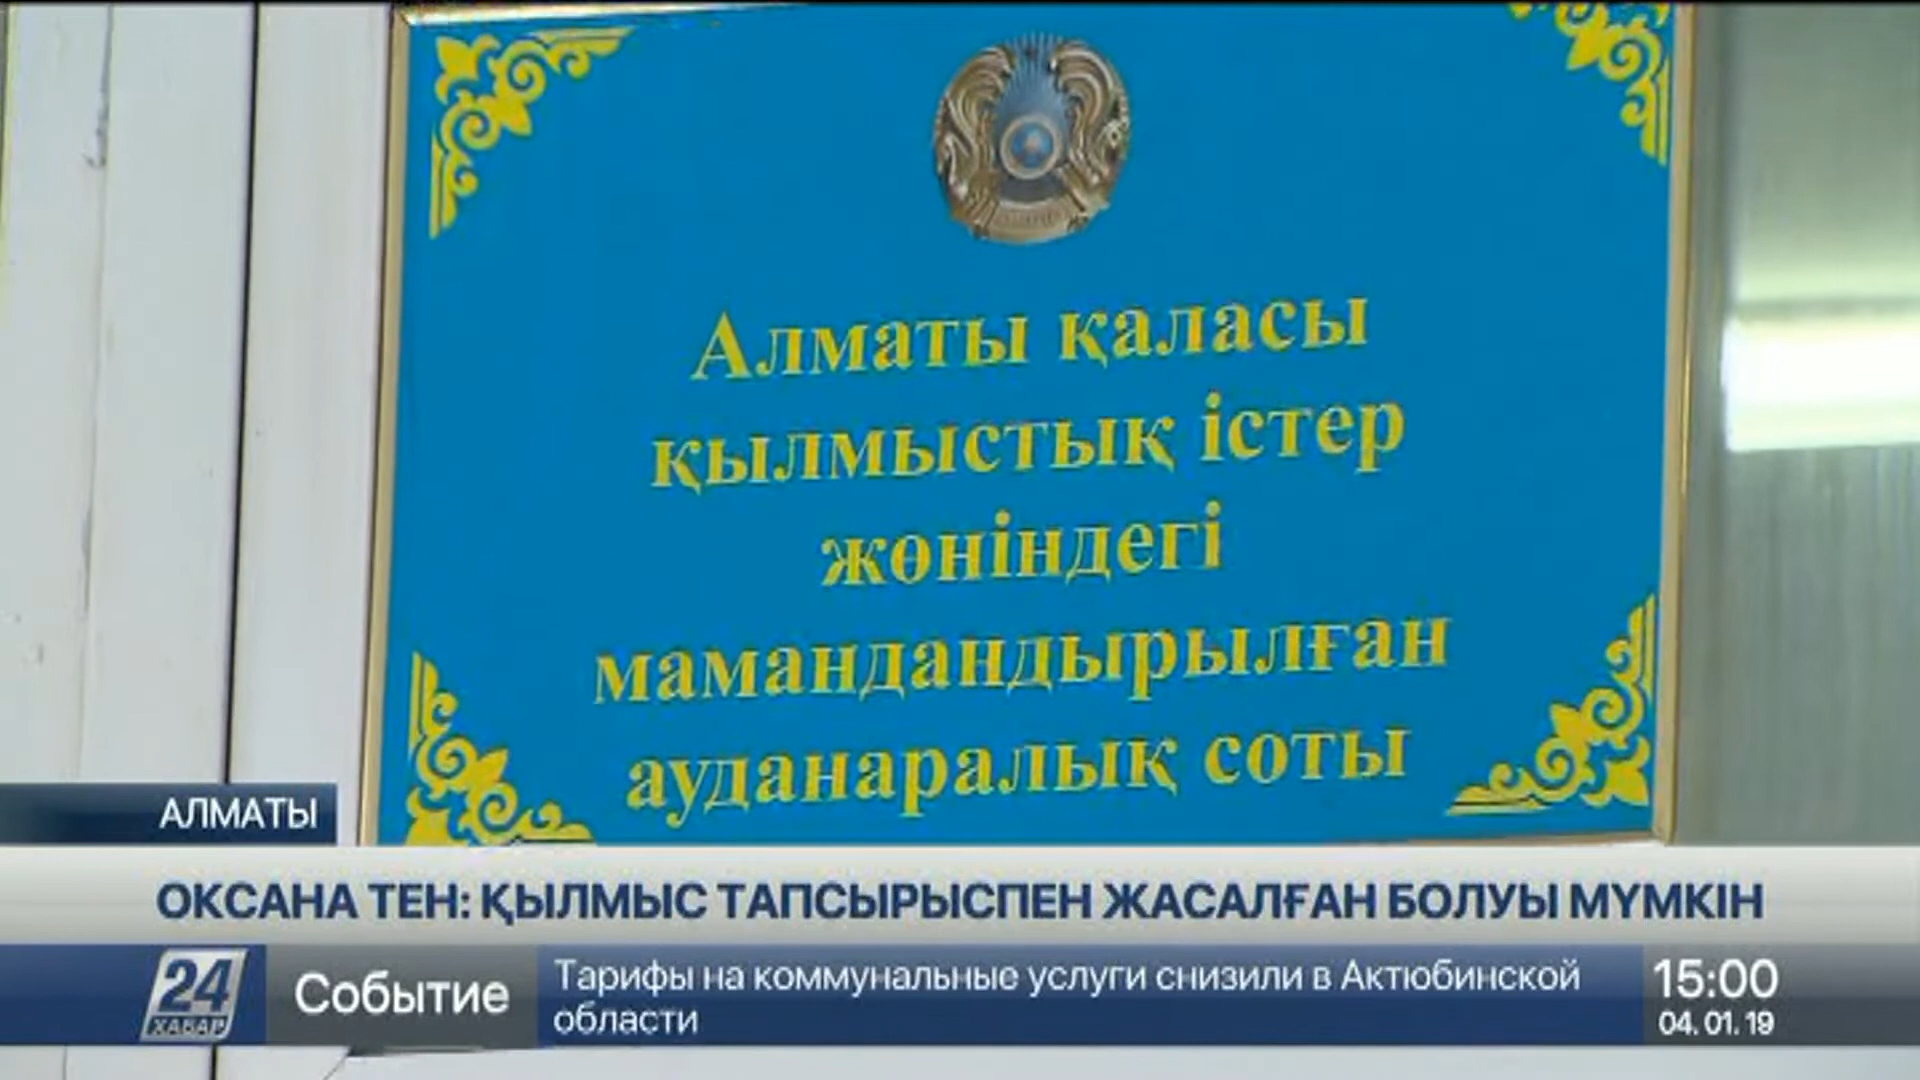 Алматы қаласы
қылмыстық істер
жөніндегі
мамандандырылған
ауданаралық соты
АЛМАТЫ
ОКСАНА ТЕН: ҚЫЛМЫС ТАПСЫРЫСПЕН ЖАСАЛҒАН БОЛУЫ МҮМКІН
24
ХАБАР
Событие
Тарифы на коммунальные услуги снизили в Актюбинской
области
15:00
04. 01. 19